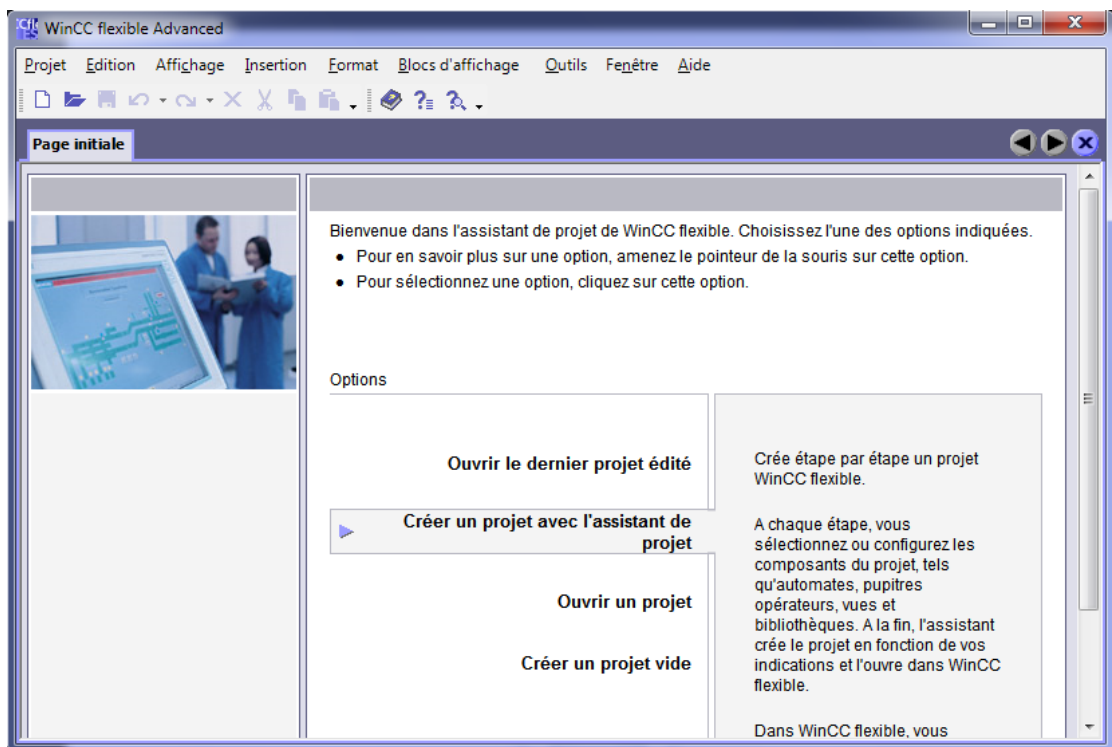 WinCC flexible Advanced
Projet Edition Affichage Insertion Format Blocs d'affichage Outils Fenêtre Aide
Page initiale
Bienvenue dans l'assistant de projet de WinCC flexible. Choisissez l'une des options indiquées.
● Pour en savoir plus sur une option, amenez le pointeur de la souris sur cette option.
● Pour sélectionnez une option, cliquez sur cette option.
Options
Ouvrir le dernier projet édité
Créer un projet avec l'assistant de
projet
Ouvrir un projet
Créer un projet vide
Crée étape par étape un projet
WinCC flexible.
A chaque étape, vous
sélectionnez ou configurez les
composants du projet, tels
qu'automates, pupitres
opérateurs, vues et
bibliothèques. A la fin, l'assistant
crée le projet en fonction de vos
indications et l'ouvre dans WinCC
flexible.
Dans WinCC flexible, vous